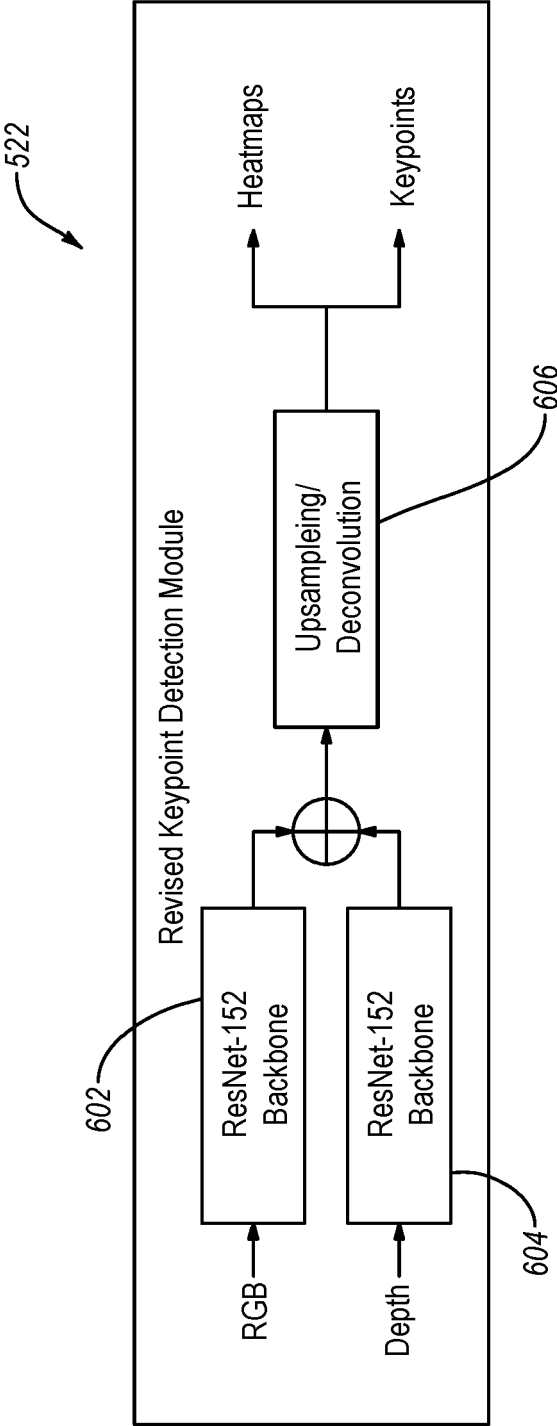 522
Revised Keypoint Detection Module
602
RGB
ResNet-152
Backbone
Upsampleing/
Deconvolution
Heatmaps
Depth
ResNet-152
Backbone
Keypoints
604
606